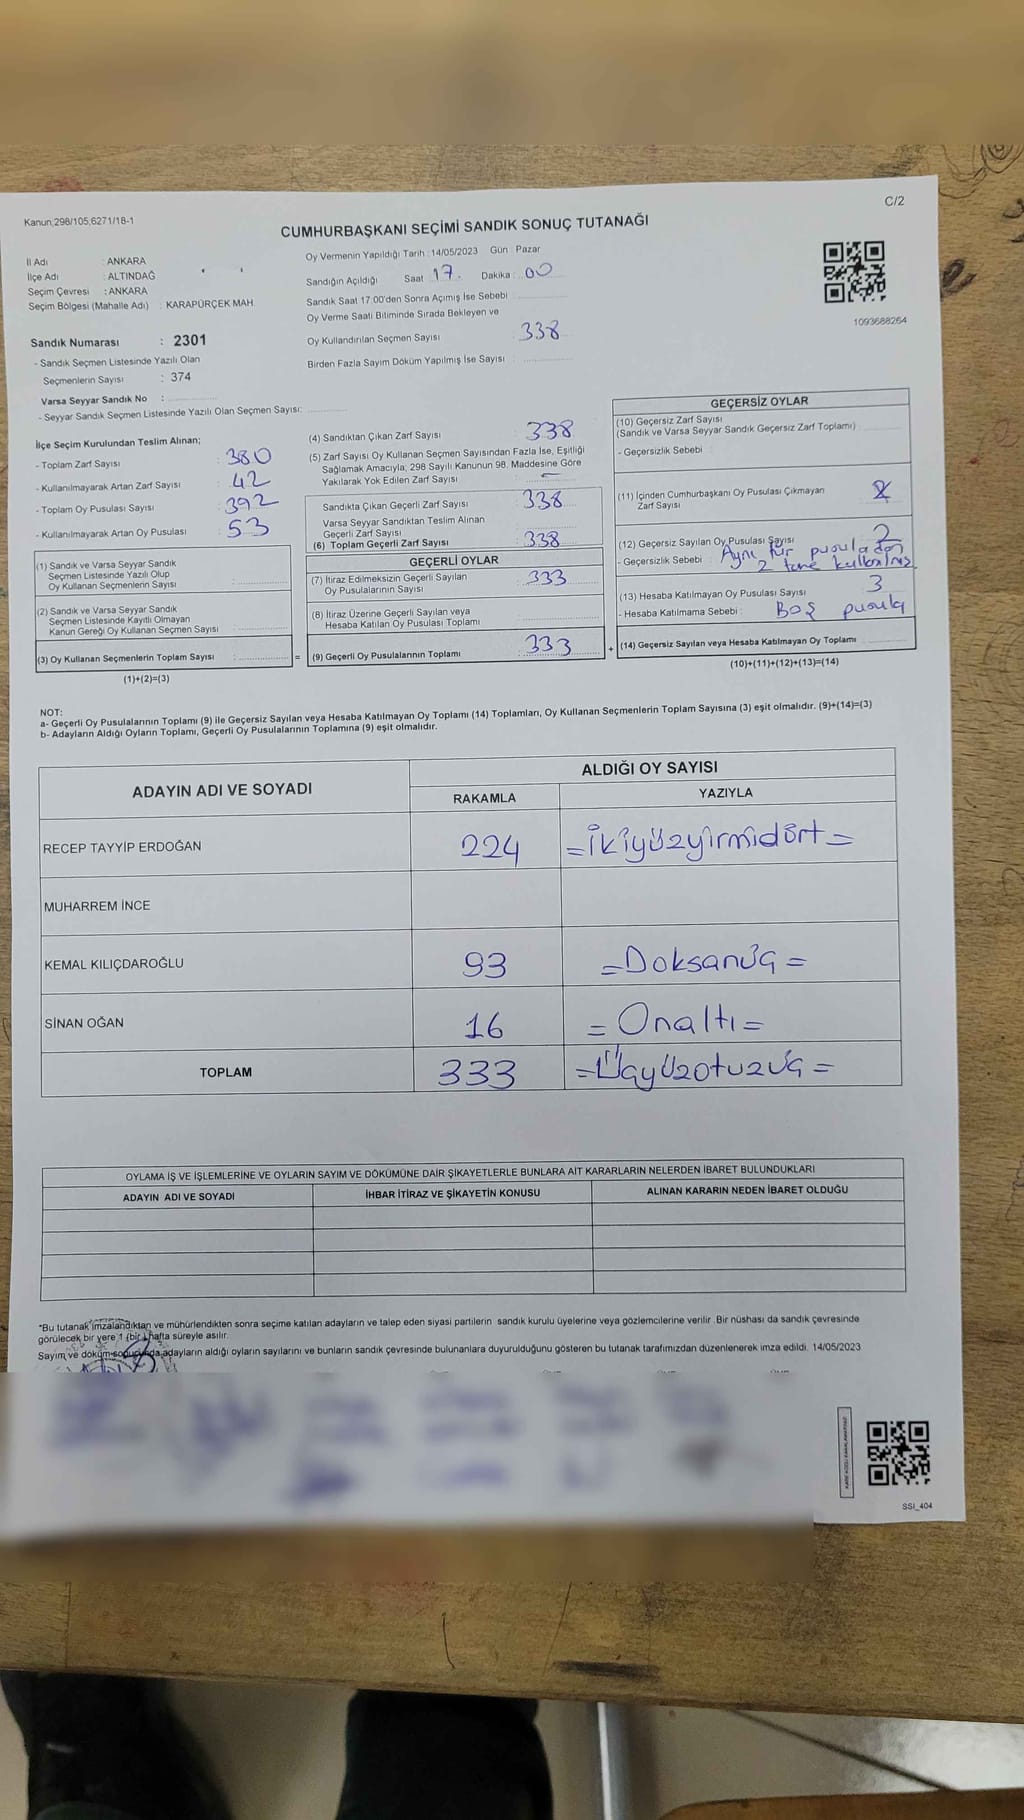 Kanun,298/105,6271/18-1
C/2
CUMHURBAŞKANI SEÇİMİ SANDIK SONUÇ TUTANAĞI
İl Adı : ANKARA
İlçe Adı : ALTINDAĞ
Seçim Çevresi : ANKARA
Seçim Bölgesi (Mahalle Adı) : KARAPÜRÇEK MAH.
Oy Vermenin Yapıldığı Tarih : 14/05/2023 Gün : Pazar
Sandığın Açıldığı Saat : 17. Dakika : 00
Sandık Saat 17.00'den Sonra Açımış İse Sebebi :
Oy Verme Saati Bitiminde Sırada Bekleyen ve
Oy Kullandırılan Seçmen Sayısı : 338
Birden Fazla Sayım Döküm Yapılmış İse Sayısı :
1093688264
Sandık Numarası : 2301
- Sandık Seçmen Listesinde Yazılı Olan
Seçmenlerin Sayısı : 374
Varsa Seyyar Sandık No :
- Seyyar Sandık Seçmen Listesinde Yazılı Olan Seçmen Sayısı:
İlçe Seçim Kurulundan Teslim Alınan;
- Toplam Zarf Sayısı : 380
- Kullanılmayarak Artan Zarf Sayısı : 42
- Toplam Oy Pusulası Sayısı : 392
- Kullanılmayarak Artan Oy Pusulası : 53
(1) Sandık ve Varsa Seyyar Sandık
Seçmen Listesinde Yazılı Olup
Oy Kullanan Seçmenlerin Sayısı :
(2) Sandık ve Varsa Seyyar Sandık
Seçmen Listesinde Kayıtlı Olmayan
Kanun Gereği Oy Kullanan Seçmen Sayısı :
(3) Oy Kullanan Seçmenlerin Toplam Sayısı : =
(1)+(2)=(3)
(4) Sandıktan Çıkan Zarf Sayısı : 338
(5) Zarf Sayısı Oy Kullanan Seçmen Sayısından Fazla İse, Eşitliği
Sağlamak Amacıyla; 298 Sayılı Kanunun 98. Maddesine Göre
Yakılarak Yok Edilen Zarf Sayısı : -
Sandıkta Çıkan Geçerli Zarf Sayısı : 338
Varsa Seyyar Sandıktan Teslim Alınan
Geçerli Zarf Sayısı :
(6) Toplam Geçerli Zarf Sayısı : 338
GEÇERLİ OYLAR
(7) İtiraz Edilmeksizin Geçerli Sayılan
Oy Pusulalarının Sayısı : 333
(8) İtiraz Üzerine Geçerli Sayılan veya
Hesaba Katılan Oy Pusulası Toplamı :
(9) Geçerli Oy Pusulalarının Toplamı : 333 +
GEÇERSİZ OYLAR
(10) Geçersiz Zarf Sayısı
(Sandık ve Varsa Seyyar Sandık Geçersiz Zarf Toplamı) :
- Geçersizlik Sebebi :
(11) İçinden Cumhurbaşkanı Oy Pusulası Çıkmayan
Zarf Sayısı :
(12) Geçersiz Sayılan Oy Pusulası Sayısı : 2
- Geçersizlik Sebebi : Aynı tür pusuladan
2 tane kullanılmış
(13) Hesaba Katılmayan Oy Pusulası Sayısı : 3
- Hesaba Katılmama Sebebi : Boş pusula
(14) Geçersiz Sayılan veya Hesaba Katılmayan Oy Toplamı :
(10)+(11)+(12)+(13)=(14)
NOT:
a- Geçerli Oy Pusulalarının Toplamı (9) ile Geçersiz Sayılan veya Hesaba Katılmayan Oy Toplamı (14) Toplamları, Oy Kullanan Seçmenlerin Toplam Sayısına (3) eşit olmalıdır. (9)+(14)=(3)
b- Adayların Aldığı Oyların Toplamı, Geçerli Oy Pusulalarının Toplamına (9) eşit olmalıdır.
ADAYIN ADI VE SOYADI ALDIĞI OY SAYISI
RAKAMLA YAZIYLA
RECEP TAYYİP ERDOĞAN 224 =İkiyüzyirmidört=
MUHARREM İNCE
KEMAL KILIÇDAROĞLU 93 =Doksanüç=
SİNAN OĞAN 16 =Onaltı=
TOPLAM 333 =Üçyüzotuzüç=
OYLAMA İŞ VE İŞLEMLERİNE VE OYLARIN SAYIM VE DÖKÜMÜNE DAİR ŞİKAYETLERLE BUNLARA AİT KARARLARIN NELERDEN İBARET BULUNDUKLARI
ADAYIN ADI VE SOYADI İHBAR İTİRAZ VE ŞİKAYETİN KONUSU ALINAN KARARIN NEDEN İBARET OLDUĞU
"Bu tutanak imzalandıktan ve mühürlendikten sonra seçime katılan adayların ve talep eden siyasi partilerin sandık kurulu üyelerine veya gözlemcilerine verilir. Bir nüshası da sandık çevresinde
görülecek bir yere 1 (bir) hafta süreyle asılır.
Sayım ve döküm sonucunda adayların aldığı oyların sayılarını ve bunların sandık çevresinde bulunanlara duyurulduğunu gösteren bu tutanak tarafımızdan düzenlenerek imza edildi. 14/05/2023
SSI_404